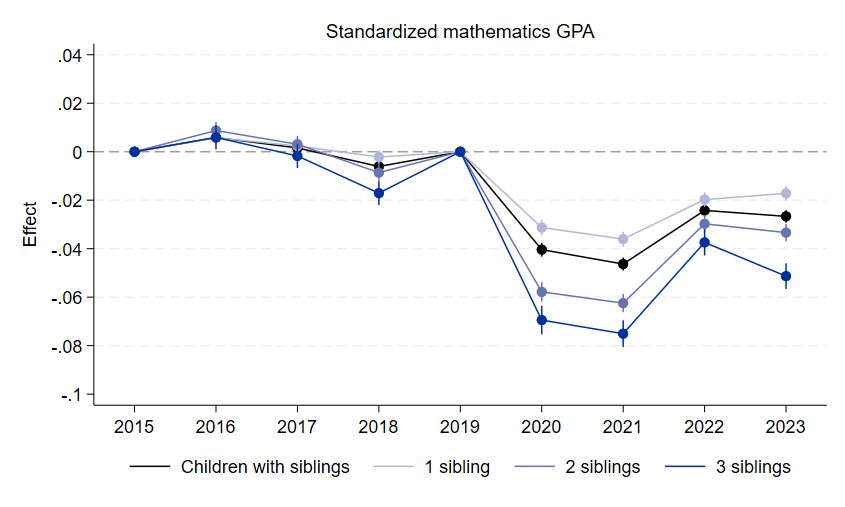 Standardized mathematics GPA
.04
.02
0
-.02
-.04
-.06
-.08
-.1
Effect
2015 2016 2017 2018 2019 2020 2021 2022 2023
Children with siblings 1 sibling 2 siblings 3 siblings